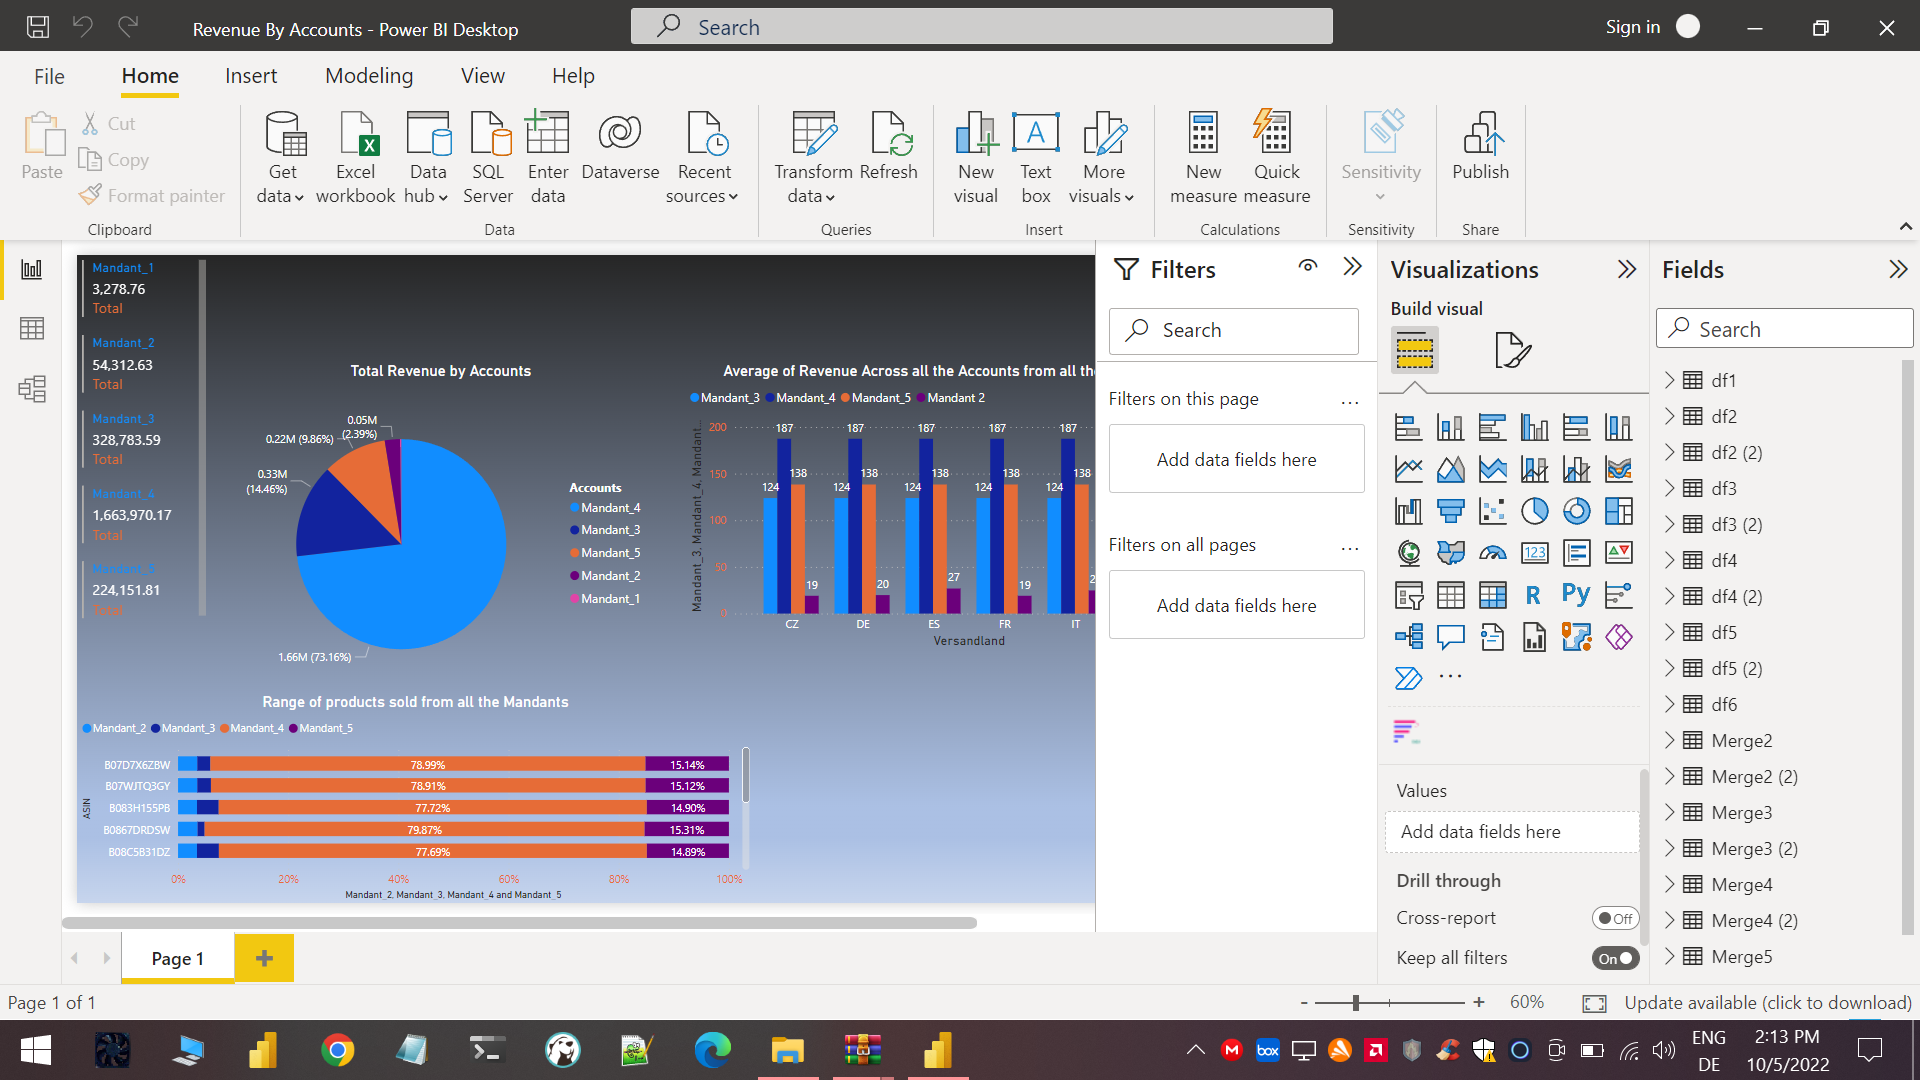 Revenue By Accounts - Power BI Desktop
Search
Sign in
File
Home
Insert
Modeling
View
Help
Paste
Cut
Copy
Format painter
Clipboard
Get data
Excel workbook
Data hub
SQL Server
Enter data
Dataverse
Recent sources
Data
Transform data
Refresh
Queries
New visual
Text box
More visuals
Insert
New measure
Quick measure
Calculations
Sensitivity
Sensitivity
Publish
Share
Mandant_1
3,278.76
Total
Mandant_2
54,312.63
Total
Mandant_3
328,783.59
Total
Mandant_4
1,663,970.17
Total
Mandant_5
224,151.81
Total
Total Revenue by Accounts
0.05M
(2.39%)
0.22M (9.86%)
0.33M
(14.46%)
1.66M (73.16%)
Accounts
Mandant_4
Mandant_3
Mandant_5
Mandant_2
Mandant_1
Average of Revenue Across all the Accounts from all the
Mandant_3 Mandant_4 Mandant_5 Mandant 2
Mandant_3, Mandant_4, Mandant...
200
150
100
50
0
124 187 138 19
124 187 138 20
124 187 138 27
124 187 138 19
124 187 138 2
CZ DE ES FR IT
Versandland
Range of products sold from all the Mandants
Mandant_2 Mandant_3 Mandant_4 Mandant_5
ASIN
B07D7X6ZBW 78.99% 15.14%
B07WJTQ3GY 78.91% 15.12%
B083H155PB 77.72% 14.90%
B0867DRDSW 79.87% 15.31%
B08C5B31DZ 77.69% 14.89%
0% 20% 40% 60% 80% 100%
Mandant_2, Mandant_3, Mandant_4 and Mandant_5
Filters
Search
Filters on this page
...
Add data fields here
Filters on all pages
...
Add data fields here
Visualizations
Build visual
123
R
Py
...
Values
Add data fields here
Drill through
Cross-report
Off
Keep all filters
On
Fields
Search
df1
df2
df2 (2)
df3
df3 (2)
df4
df4 (2)
df5
df5 (2)
df6
Merge2
Merge2 (2)
Merge3
Merge3 (2)
Merge4
Merge4 (2)
Merge5
Page 1
+
Page 1 of 1
- + 60%
Update available (click to download)
box
ENG
DE
2:13 PM
10/5/2022